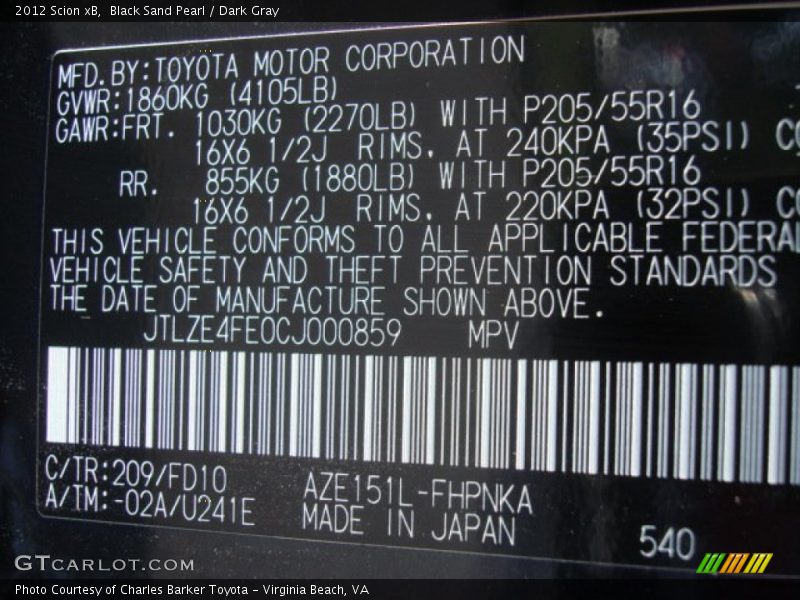 2012 Scion xB, Black Sand Pearl / Dark Gray
MFD.BY:TOYOTA MOTOR CORPORATION
GVWR:1860KG (4105LB)
GAWR:FRT. 1030KG (2270LB) WITH P205/55R16
16X6 1/2J RIMS, AT 240KPA (35PSI)
RR. 855KG (1880LB) WITH P205/55R16
16X6 1/2J RIMS, AT 220KPA (32PSI)
THIS VEHICLE CONFORMS TO ALL APPLICABLE FEDERAL
VEHICLE SAFETY AND THEFT PREVENTION STANDARDS
THE DATE OF MANUFACTURE SHOWN ABOVE.
JTLZE4FE0CJ000859 MPV
C/TR:209/FD10 AZE151L-FHPNKA
A/TM:-02A/U241E MADE IN JAPAN
540
GTcarlot.com
Photo Courtesy of Charles Barker Toyota - Virginia Beach, VA